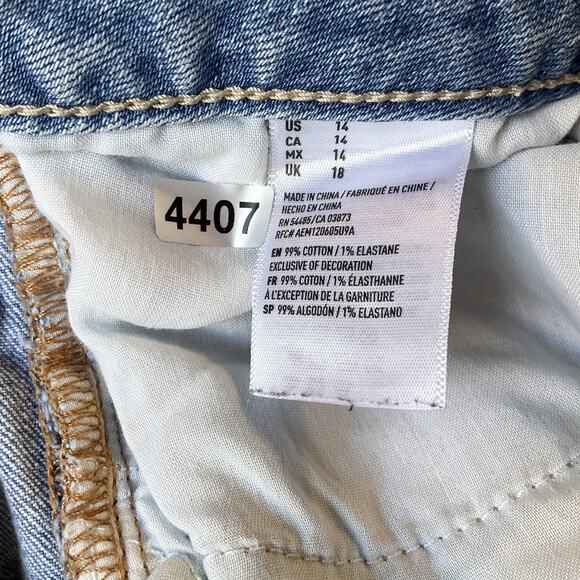 US 14
CA 14
MX 14
UK 18
MADE IN CHINA / FABRIQUÉ EN CHINE /
HECHO EN CHINA
RN 54485/CA 03873
RFC# AEM120605U9A
EN 99% COTTON / 1% ELASTANE
EXCLUSIVE OF DECORATION
FR 99% COTON / 1% ÉLASTHANNE
À L'EXCEPTION DE LA GARNITURE
SP 99% ALGODÓN / 1% ELASTANO
4407